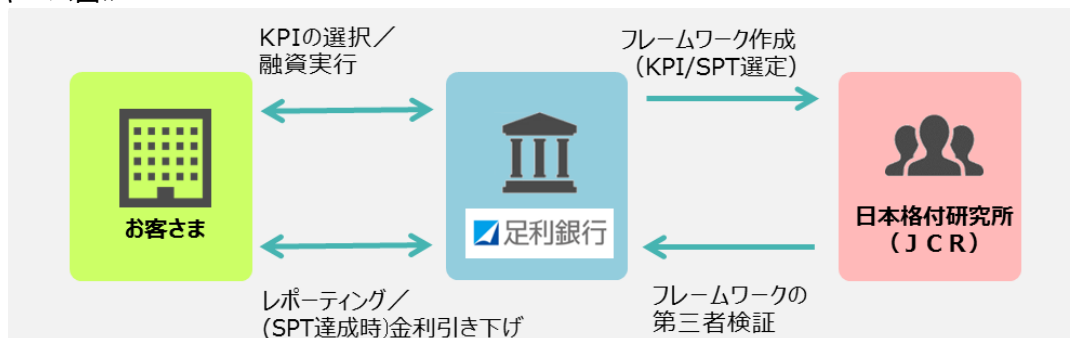 KPIの選択／
融資実行
フレームワーク作成
（KPI/SPT選定）
お客さま
足利銀行
日本格付研究所
（ＪＣＲ）
レポーティング／
(SPT達成時)金利引き下げ
フレームワークの
第三者検証